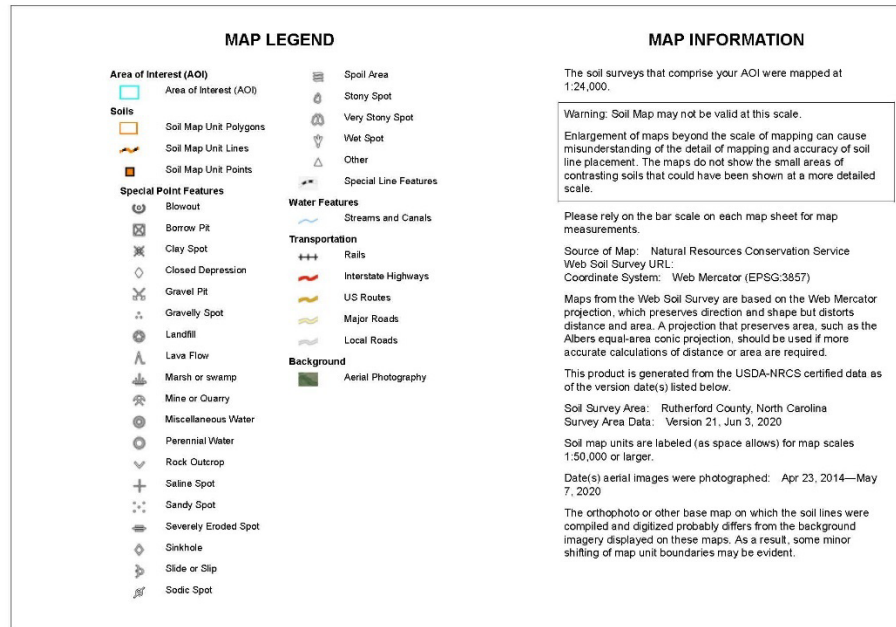 MAP LEGEND
Area of Interest (AOI)
Area of Interest (AOI)
Soils
Soil Map Unit Polygons
Soil Map Unit Lines
Soil Map Unit Points
Special Point Features
Blowout
Borrow Pit
Clay Spot
Closed Depression
Gravel Pit
Gravelly Spot
Landfill
Lava Flow
Marsh or swamp
Mine or Quarry
Miscellaneous Water
Perennial Water
Rock Outcrop
Saline Spot
Sandy Spot
Severely Eroded Spot
Sinkhole
Slide or Slip
Sodic Spot
Spoil Area
Stony Spot
Very Stony Spot
Wet Spot
Other
Special Line Features
Water Features
Streams and Canals
Transportation
Rails
Interstate Highways
US Routes
Major Roads
Local Roads
Background
Aerial Photography
MAP INFORMATION
The soil surveys that comprise your AOI were mapped at
1:24,000.
Warning: Soil Map may not be valid at this scale.
Enlargement of maps beyond the scale of mapping can cause
misunderstanding of the detail of mapping and accuracy of soil
line placement. The maps do not show the small areas of
contrasting soils that could have been shown at a more detailed
scale.
Please rely on the bar scale on each map sheet for map
measurements.
Source of Map: Natural Resources Conservation Service
Web Soil Survey URL:
Coordinate System: Web Mercator (EPSG:3857)
Maps from the Web Soil Survey are based on the Web Mercator
projection, which preserves direction and shape but distorts
distance and area. A projection that preserves area, such as the
Albers equal-area conic projection, should be used if more
accurate calculations of distance or area are required.
This product is generated from the USDA-NRCS certified data as
of the version date(s) listed below.
Soil Survey Area: Rutherford County, North Carolina
Survey Area Data: Version 21, Jun 3, 2020
Soil map units are labeled (as space allows) for map scales
1:50,000 or larger.
Date(s) aerial images were photographed: Apr 23, 2014—May
7, 2020
The orthophoto or other base map on which the soil lines were
compiled and digitized probably differs from the background
imagery displayed on these maps. As a result, some minor
shifting of map unit boundaries may be evident.